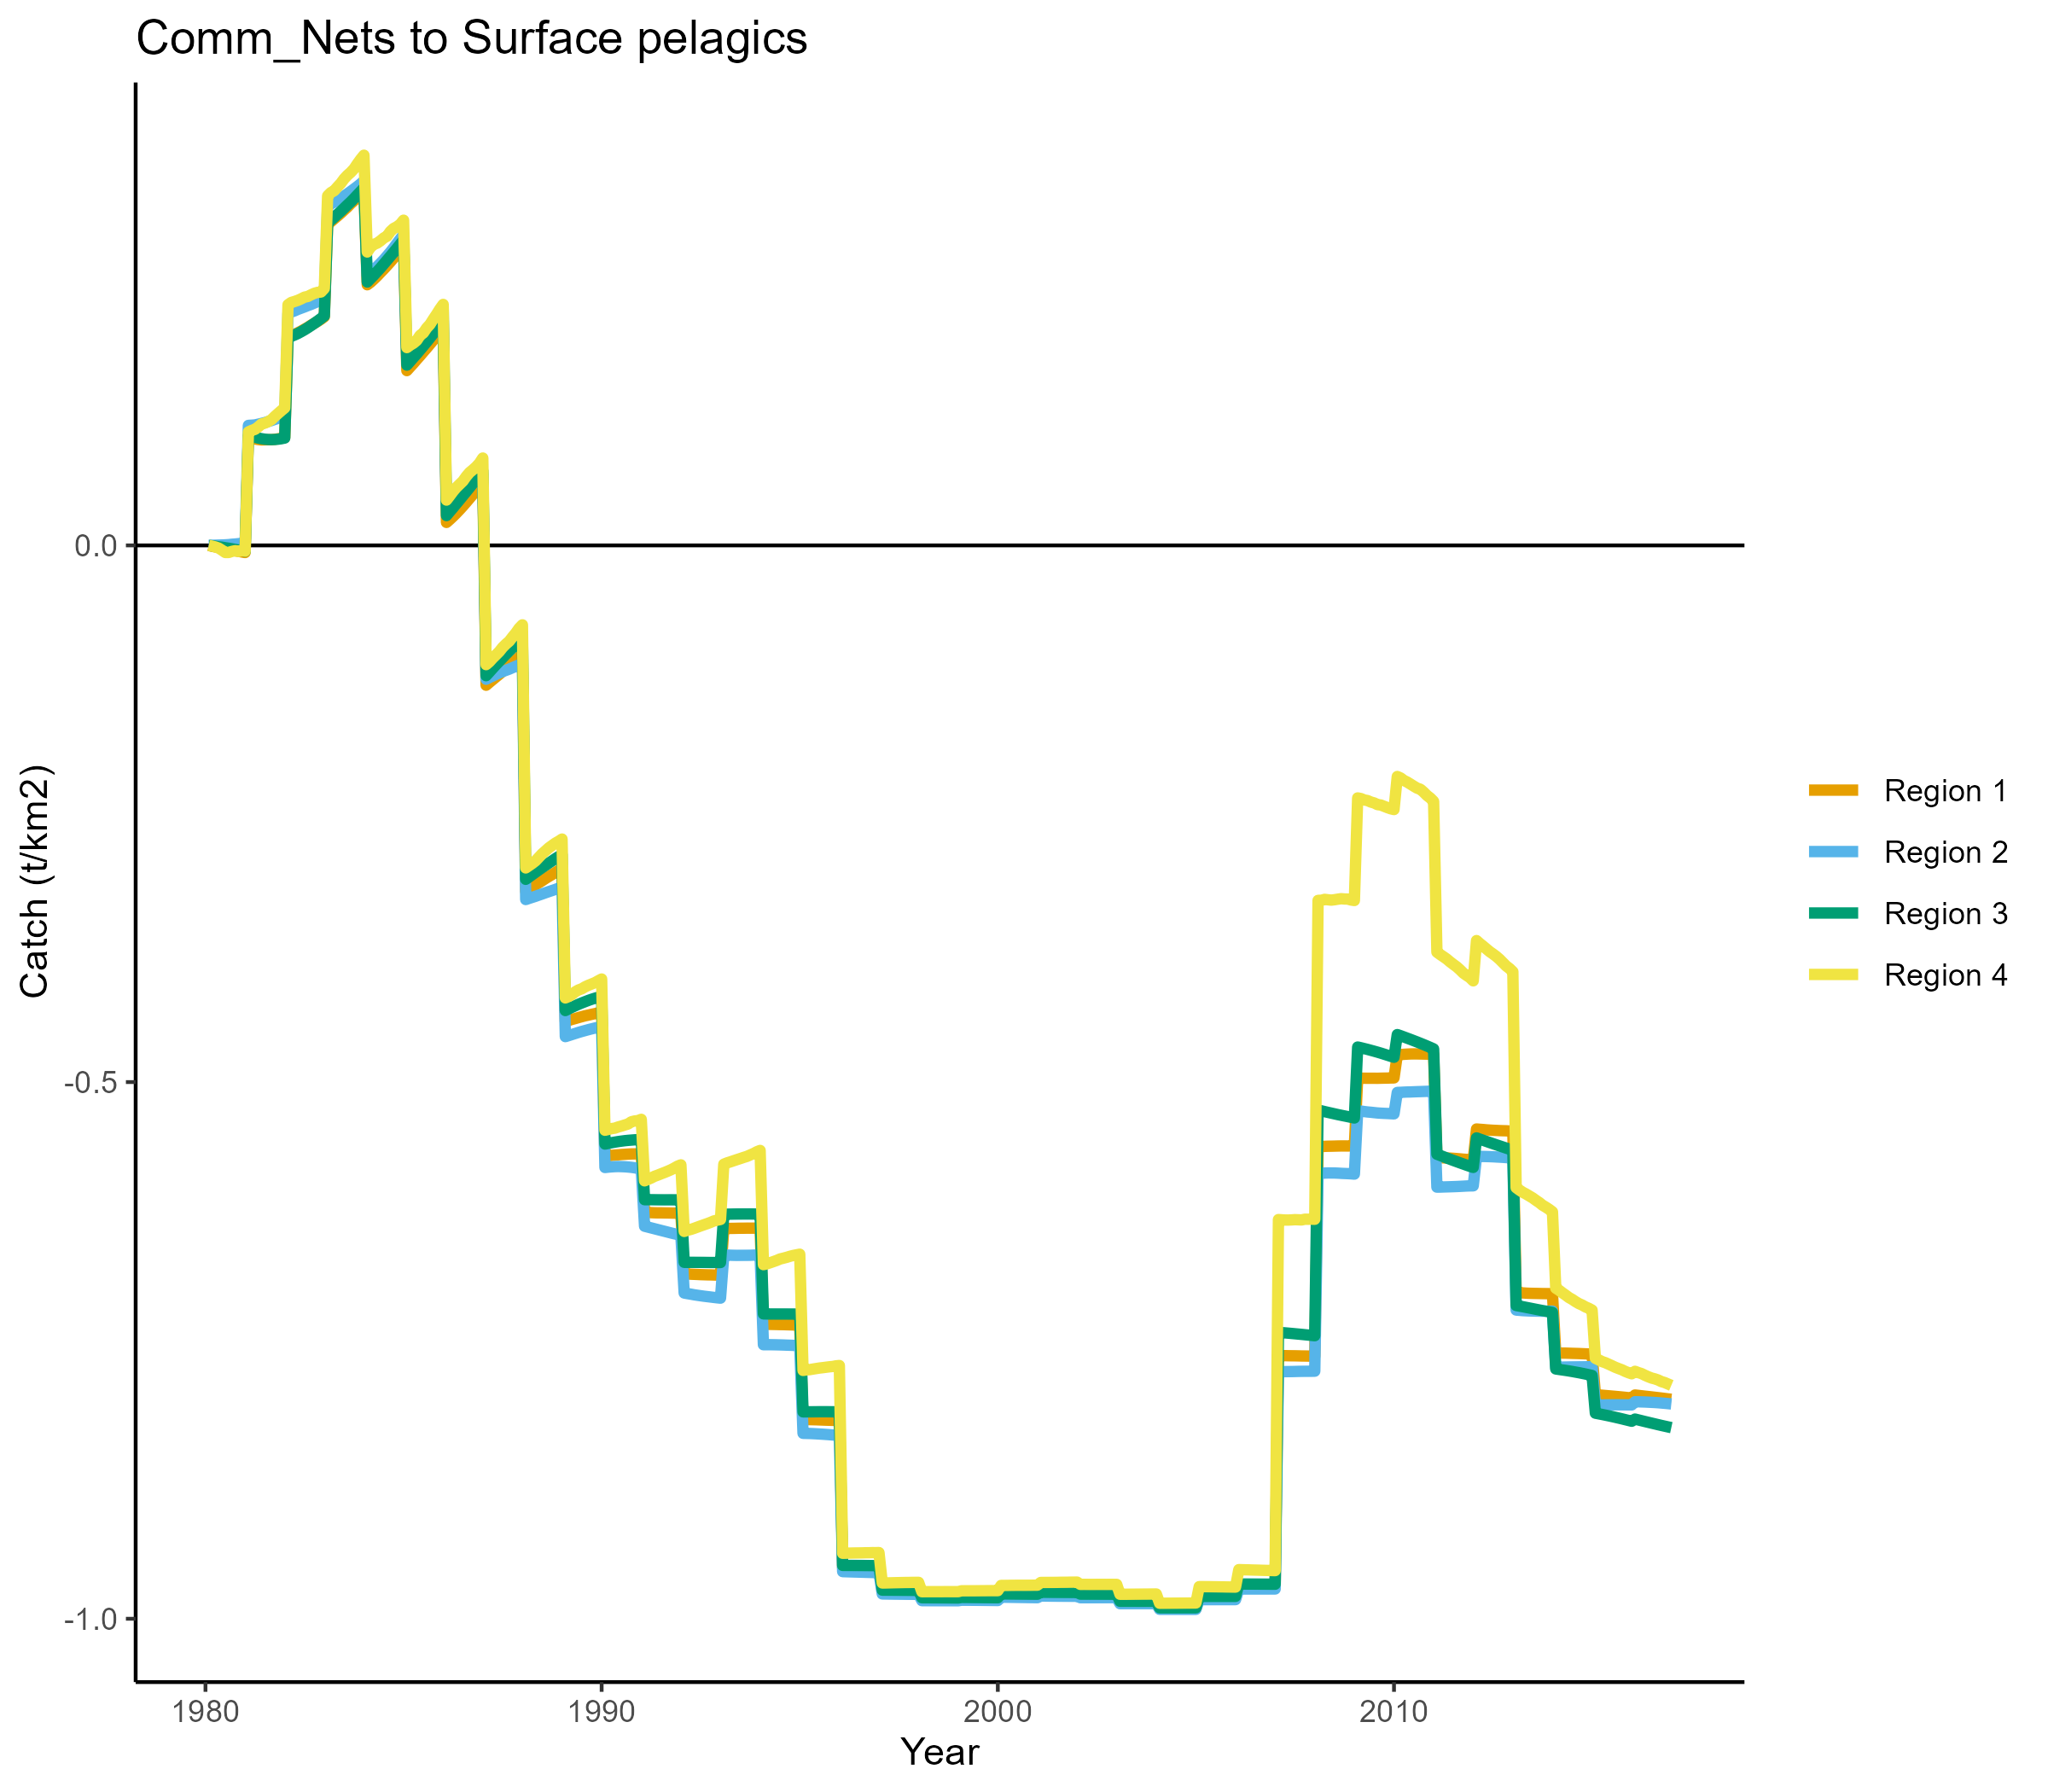 Comm_Nets to Surface pelagics
Catch (t/km2)
0.0
-0.5
-1.0
1980
1990
2000
2010
Year
Region 1
Region 2
Region 3
Region 4